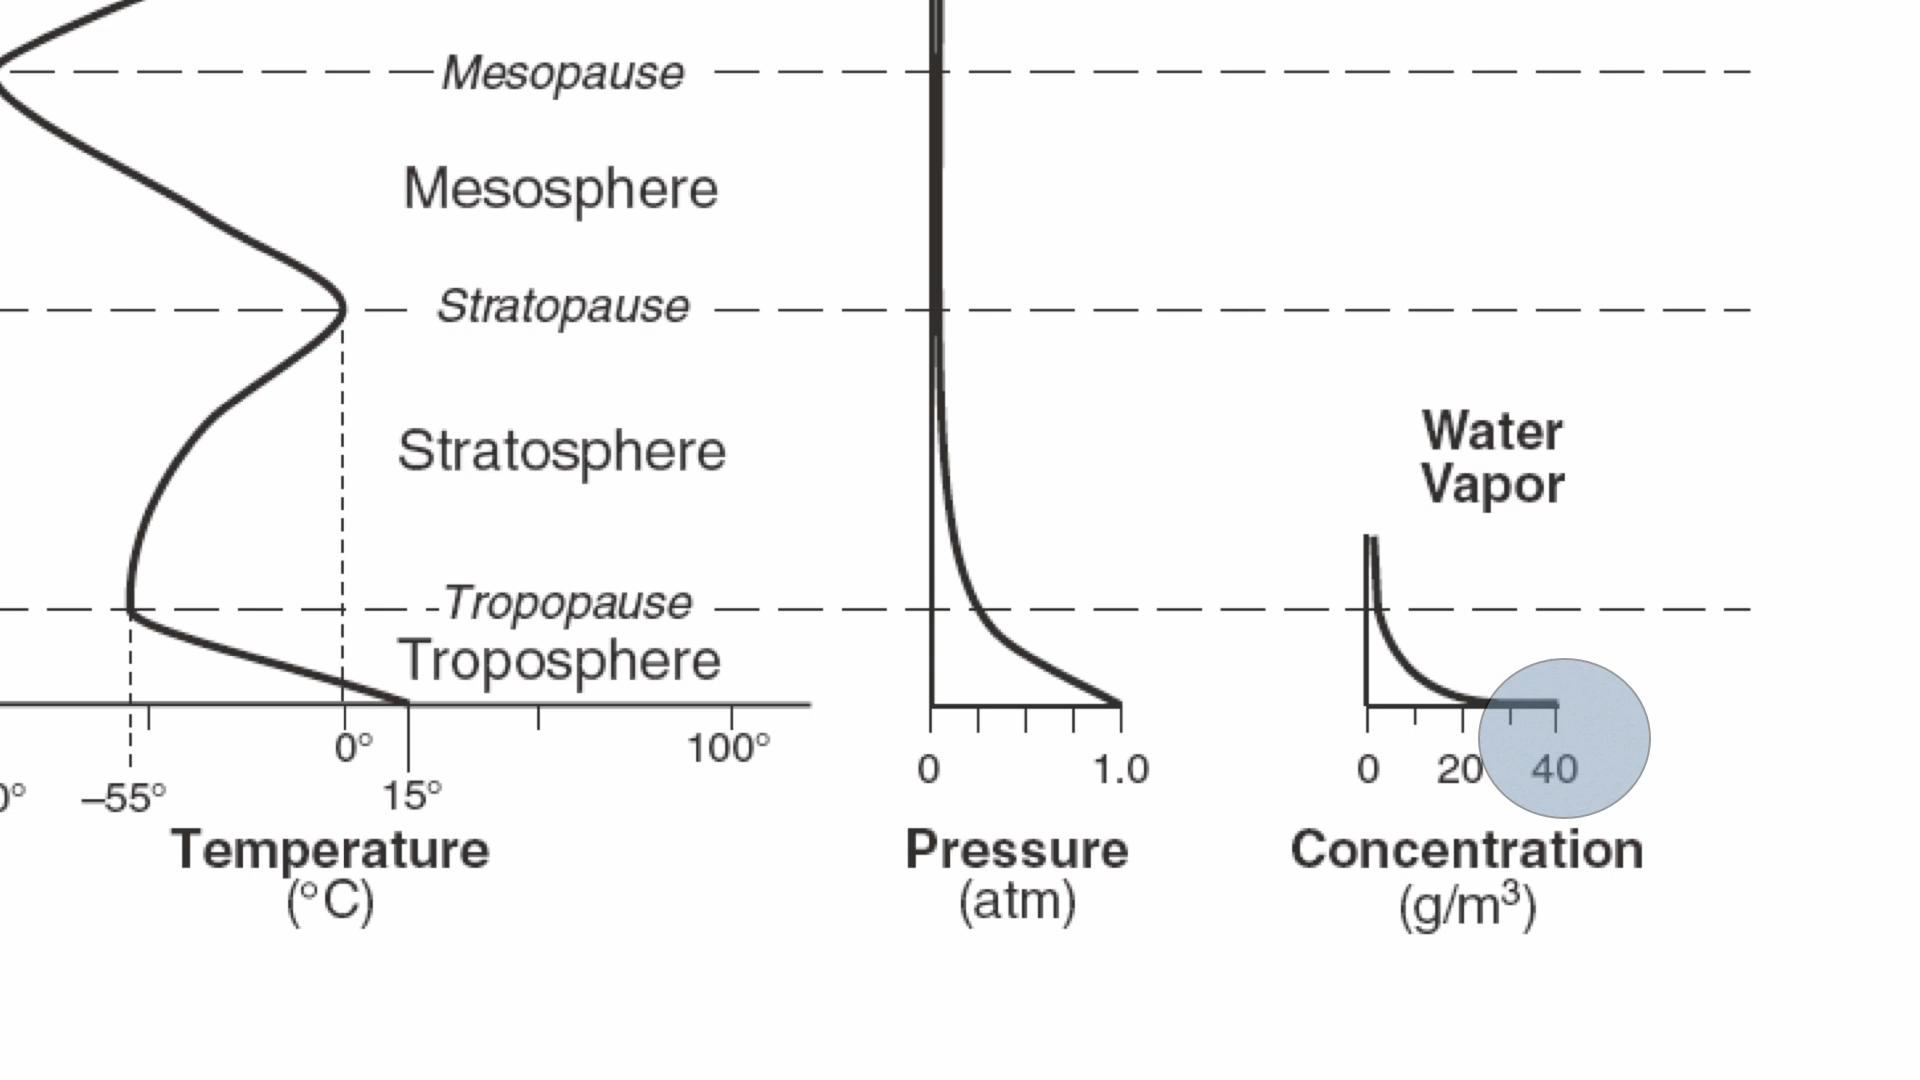 Mesopause
Mesosphere
Stratopause
Stratosphere
Water
Vapor
Tropopause
Troposphere
0° 100° 0 1.0 0 20 40
0° –55° 15°
Temperature Pressure Concentration
(°C) (atm) (g/m³)